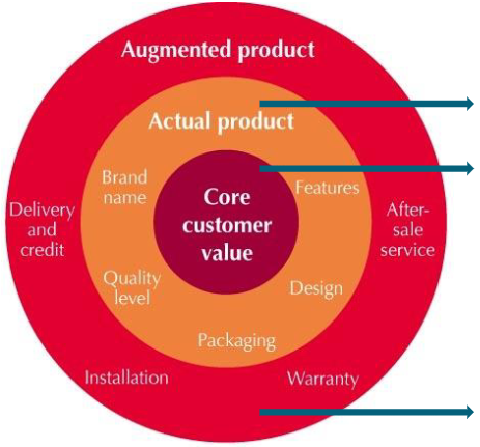 Augmented product
Actual product
Brand
name
Core
customer
value
Features
Delivery
and
credit
After-
sale
service
Quality
level
Design
Packaging
Installation
Warranty